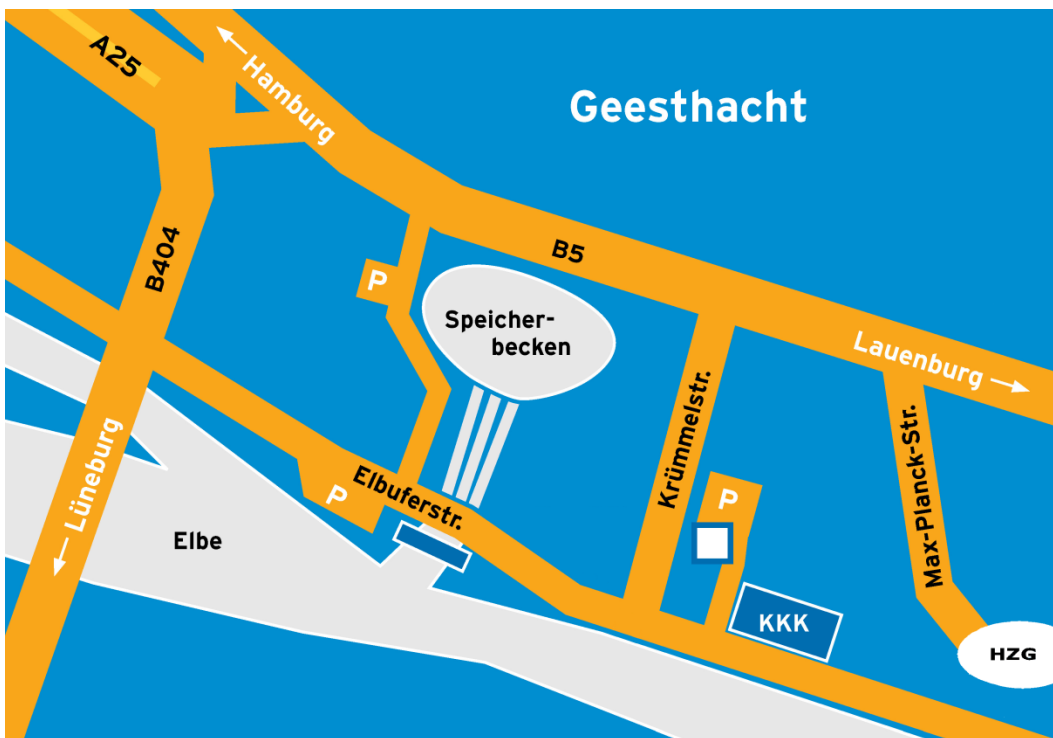 A25
← Hamburg
Geesthacht
B404
B5
P
Speicher-
becken
Lauenburg →
Krümmelstr.
Max-Planck-Str.
← Lüneburg
P
Elbuferstr.
P
Elbe
KKK
HZG